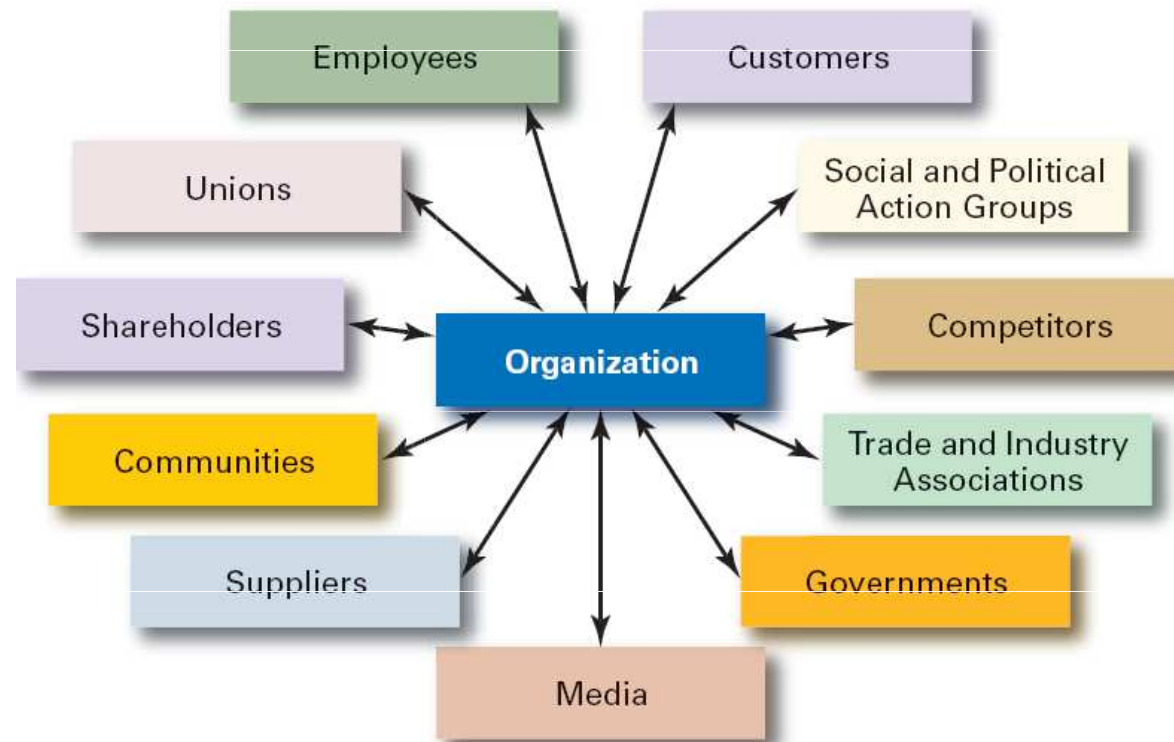 Employees
Customers
Unions
Social and Political
Action Groups
Shareholders
Organization
Competitors
Communities
Trade and Industry
Associations
Suppliers
Governments
Media